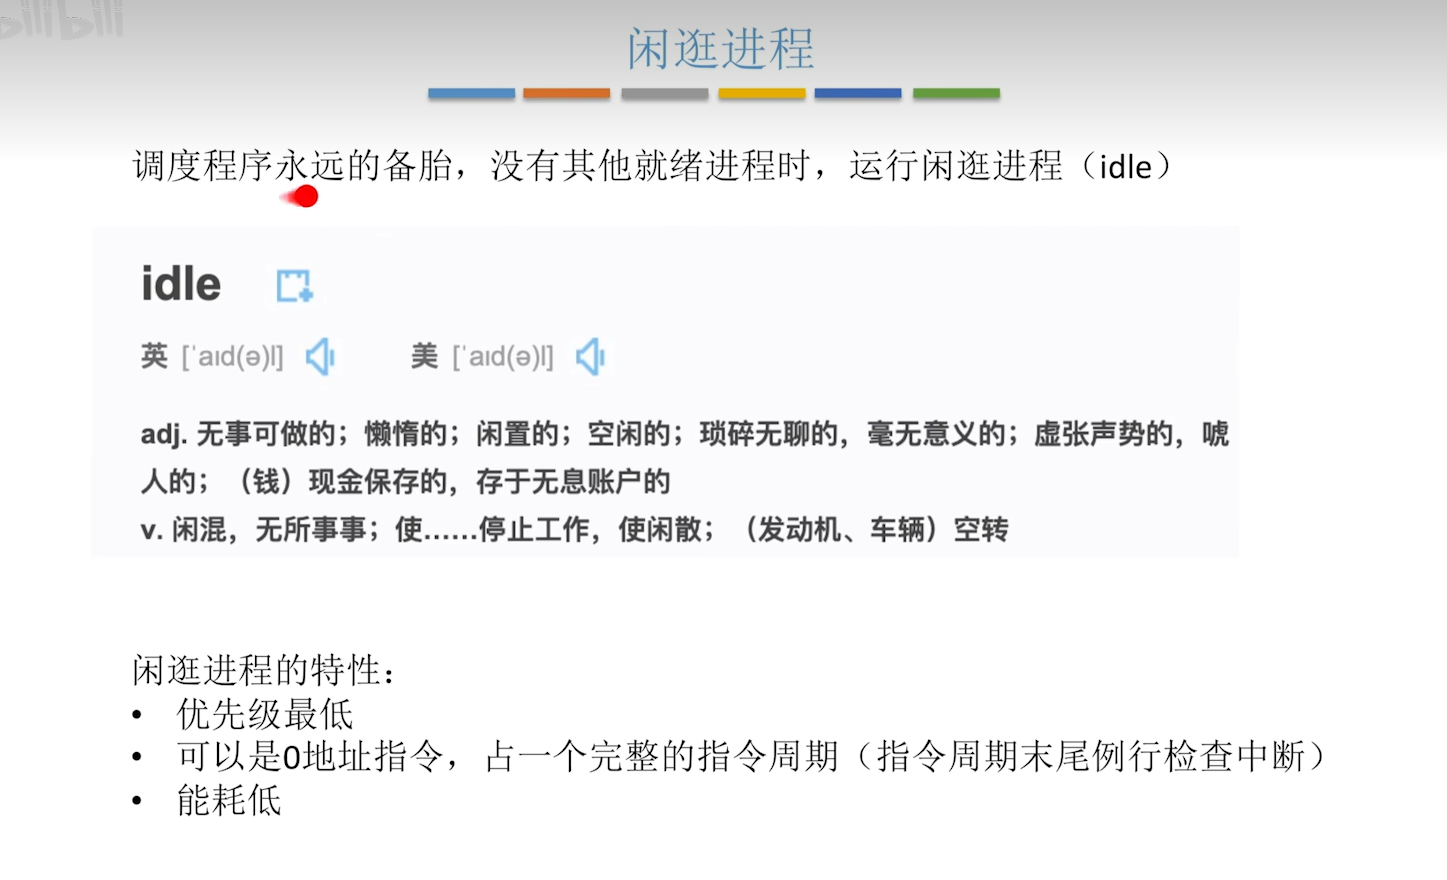 bilibili
闲逛进程
调度程序永远的备胎，没有其他就绪进程时，运行闲逛进程（idle）
idle
英 [ˈaɪd(ə)l] 美 [ˈaɪd(ə)l]
adj. 无事可做的；懒惰的；闲置的；空闲的；琐碎无聊的，毫无意义的；虚张声势的，唬
人的；（钱）现金保存的，存于无息账户的
v. 闲混，无所事事；使……停止工作，使闲散；（发动机、车辆）空转
闲逛进程的特性：
• 优先级最低
• 可以是0地址指令，占一个完整的指令周期（指令周期末尾例行检查中断）
• 能耗低